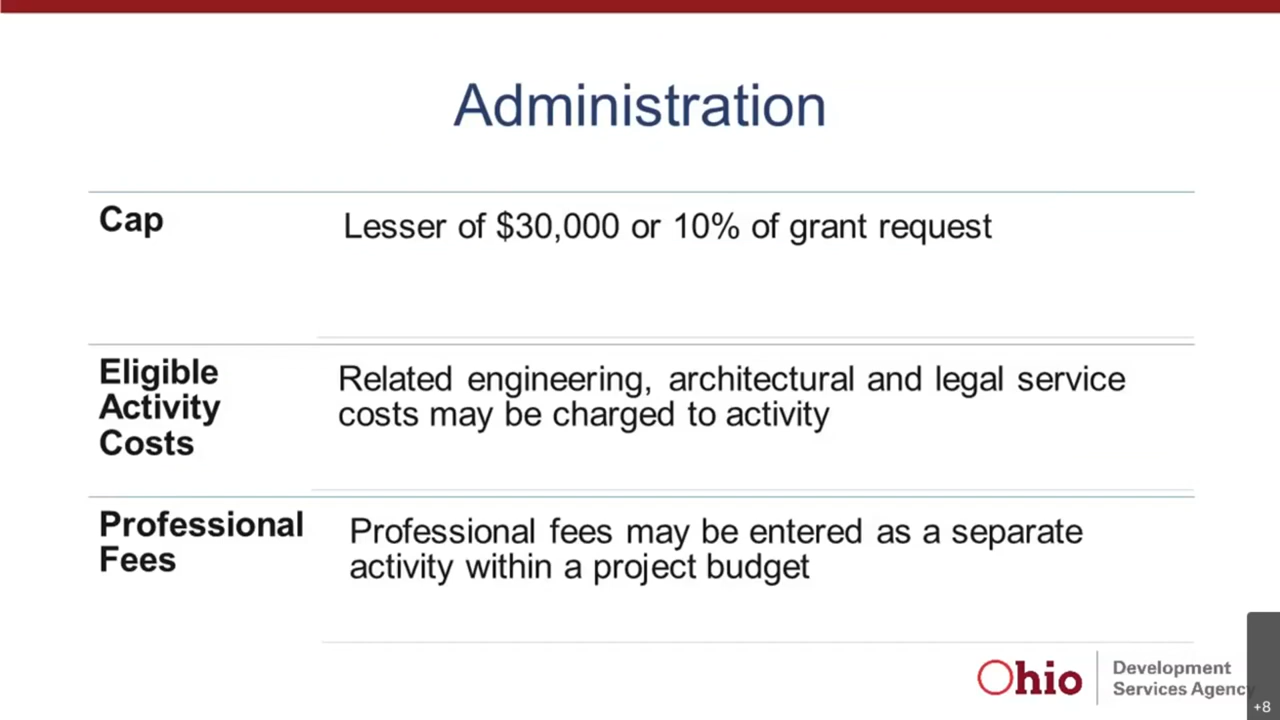 Administration
Cap
Lesser of $30,000 or 10% of grant request
Eligible
Activity
Costs
Related engineering, architectural and legal service
costs may be charged to activity
Professional
Fees
Professional fees may be entered as a separate
activity within a project budget
Ohio
Development
Services Agency
+8